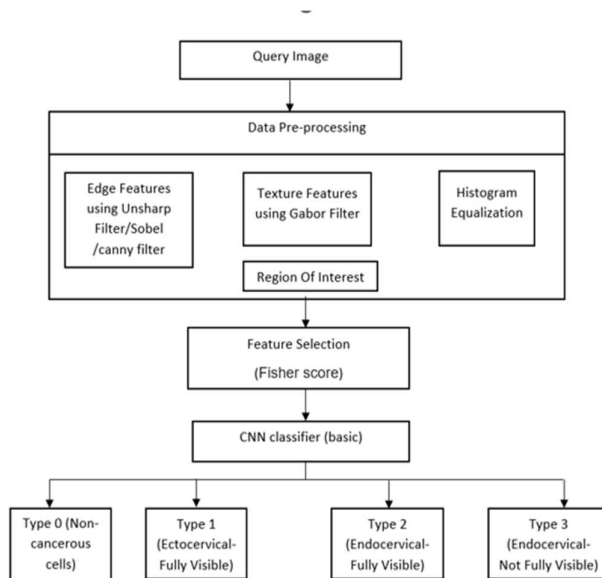 Query Image
Data Pre-processing
Edge Features
using Unsharp
Filter/Sobel
/canny filter
Texture Features
using Gabor Filter
Histogram
Equalization
Region Of Interest
Feature Selection
(Fisher score)
CNN classifier (basic)
Type 0 (Non-
cancerous
cells)
Type 1
(Ectocervical-
Fully Visible)
Type 2
(Endocervical-
Fully Visible)
Type 3
(Endocervical-
Not Fully Visible)